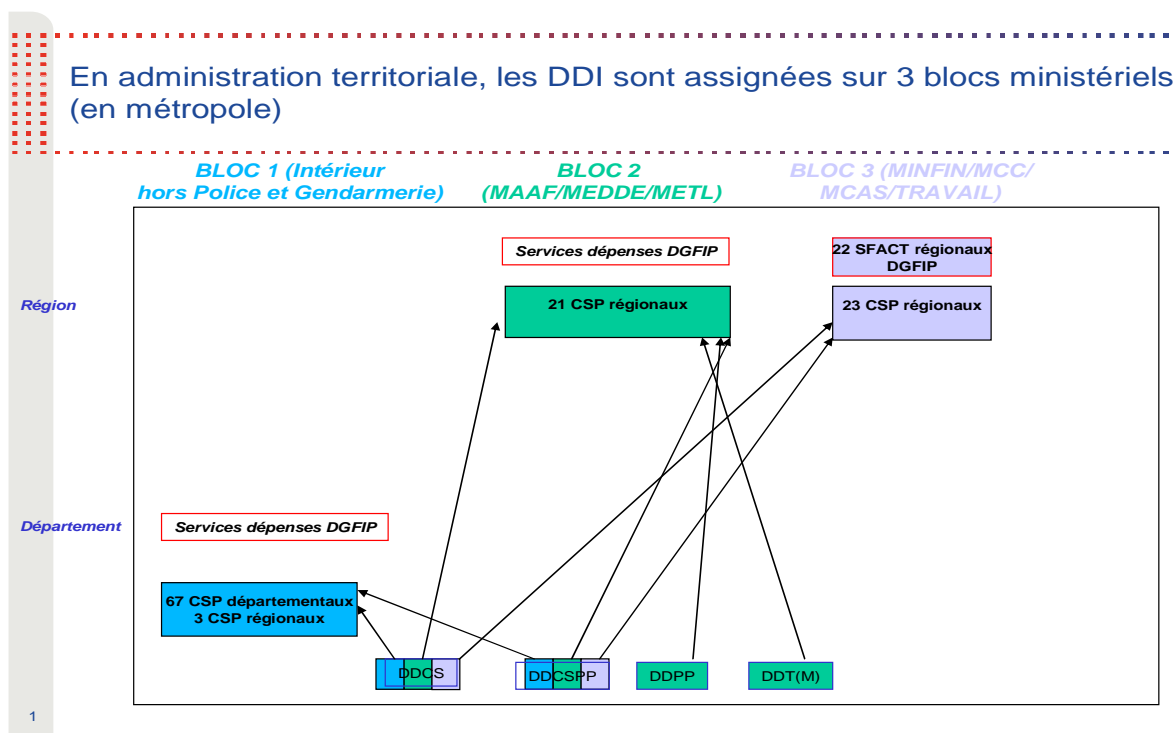 En administration territoriale, les DDI sont assignées sur 3 blocs ministériels
(en métropole)
BLOC 1 (Intérieur
hors Police et Gendarmerie)
BLOC 2
(MAAF/MEDDE/METL)
BLOC 3 (MINFIN/MCC/
MCAS/TRAVAIL)
Services dépenses DGFIP
22 SFACT régionaux
DGFIP
Région
21 CSP régionaux
23 CSP régionaux
Département
Services dépenses DGFIP
67 CSP départementaux
3 CSP régionaux
DDCS
DDCSPP
DDPP
DDT(M)
1